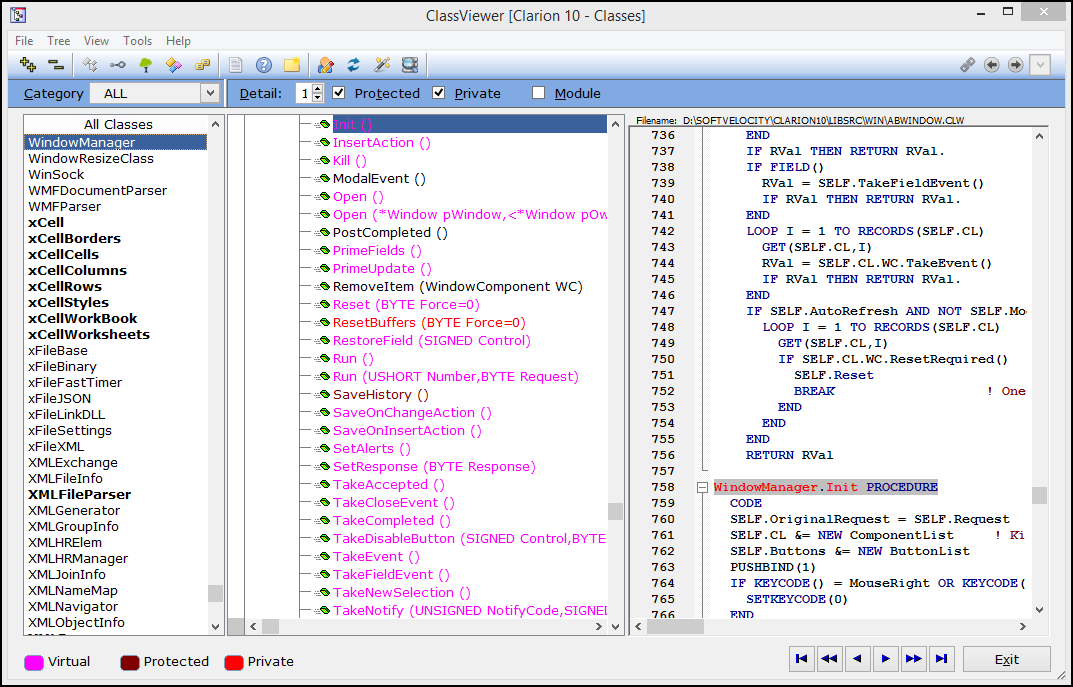 ClassViewer [Clarion 10 - Classes]
File Tree View Tools Help
Category ALL Detail: 1 Protected Private Module
All Classes
WindowManager
WindowResizeClass
WinSock
WMFDocumentParser
WMFParser
xCell
xCellBorders
xCellCells
xCellColumns
xCellRows
xCellStyles
xCellWorkBook
xCellWorksheets
xFileBase
xFileBinary
xFileFastTimer
xFileJSON
xFileLinkDLL
xFileSettings
xFileXML
XMLExchange
XMLFileInfo
XMLFileParser
XMLGenerator
XMLGroupInfo
XMLHRElem
XMLHRManager
XMLJoinInfo
XMLNameMap
XMLNavigator
XMLObjectInfo
Init ()
InsertAction ()
Kill ()
ModalEvent ()
Open ()
Open (*Window pWindow,<*Window pOw
PostCompleted ()
PrimeFields ()
PrimeUpdate ()
RemoveItem (WindowComponent WC)
Reset (BYTE Force=0)
ResetBuffers (BYTE Force=0)
RestoreField (SIGNED Control)
Run ()
Run (USHORT Number,BYTE Request)
SaveHistory ()
SaveOnChangeAction ()
SaveOnInsertAction ()
SetAlerts ()
SetResponse (BYTE Response)
TakeAccepted ()
TakeCloseEvent ()
TakeCompleted ()
TakeDisableButton (SIGNED Control,BYTE
TakeEvent ()
TakeFieldEvent ()
TakeNewSelection ()
TakeNotify (UNSIGNED NotifyCode,SIGNED
Filename: D:\SOFTVELOCITY\CLARION10\LIBSRC\WIN\ABWINDOW.CLW
736 END
737 IF RVal THEN RETURN RVal.
738 IF FIELD()
739 RVal = SELF.TakeFieldEvent()
740 IF RVal THEN RETURN RVal.
741 END
742 LOOP I = 1 TO RECORDS(SELF.CL)
743 GET(SELF.CL,I)
744 RVal = SELF.CL.WC.TakeEvent()
745 IF RVal THEN RETURN RVal.
746 END
747 IF SELF.AutoRefresh AND NOT SELF.Mo
748 LOOP I = 1 TO RECORDS(SELF.CL)
749 GET(SELF.CL,I)
750 IF SELF.CL.WC.ResetRequired()
751 SELF.Reset
752 BREAK ! One
753 END
754 END
755 END
756 RETURN RVal
757
758 WindowManager.Init PROCEDURE
759 CODE
760 SELF.OriginalRequest = SELF.Request
761 SELF.CL &= NEW ComponentList ! Ki
762 SELF.Buttons &= NEW ButtonList
763 PUSHBIND(1)
764 IF KEYCODE() = MouseRight OR KEYCODE(
765 SETKEYCODE(0)
766 END
Virtual Protected Private
Exit